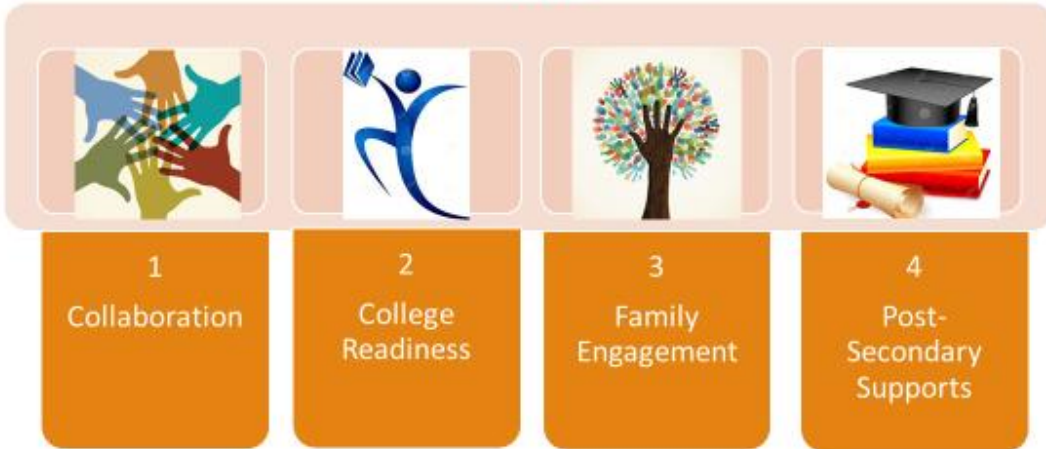 1
Collaboration
2
College
Readiness
3
Family
Engagement
4
Post-
Secondary
Supports